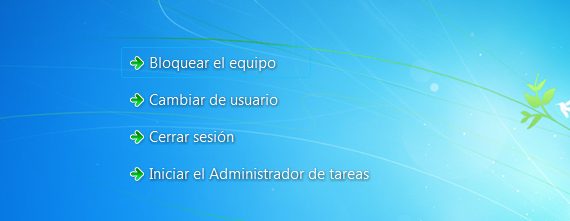 Bloquear el equipo
Cambiar de usuario
Cerrar sesión
Iniciar el Administrador de tareas